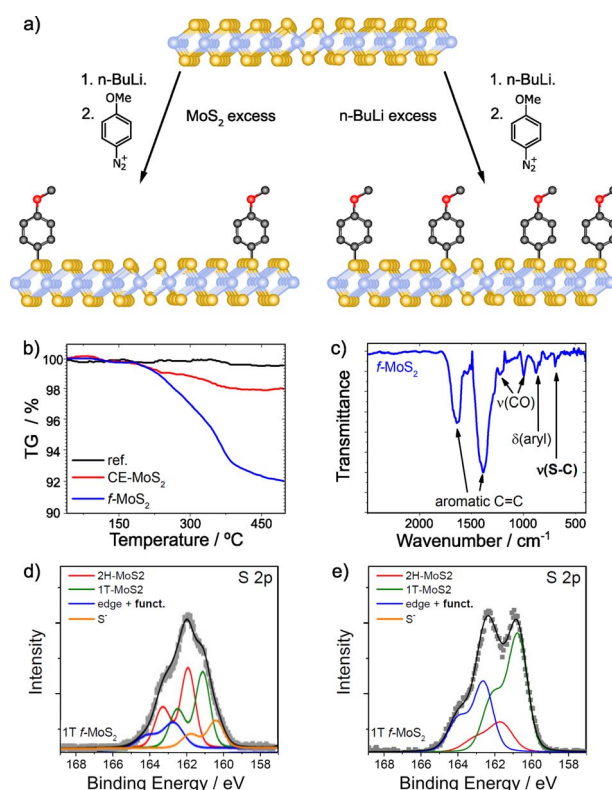 a)
1. n-BuLi.
2.
OMe
N₂⁺
MoS₂ excess
n-BuLi excess
1. n-BuLi.
2.
OMe
N₂⁺
b)
100
98
96
94
92
90
TG / %
ref.
CE-MoS₂
f-MoS₂
150 300 450
Temperature / ºC
c)
f-MoS₂
Transmittance
ν(CO)
δ(aryl)
ν(S-C)
aromatic C=C
2000 1500 1000 500
Wavenumber / cm⁻¹
d)
S 2p
2H-MoS2
1T-MoS2
edge + funct.
S⁻
Intensity
1T f-MoS₂
168 166 164 162 160 158
Binding Energy / eV
e)
S 2p
2H-MoS2
1T-MoS2
edge + funct.
Intensity
1T f-MoS₂
168 166 164 162 160 158
Binding Energy / eV